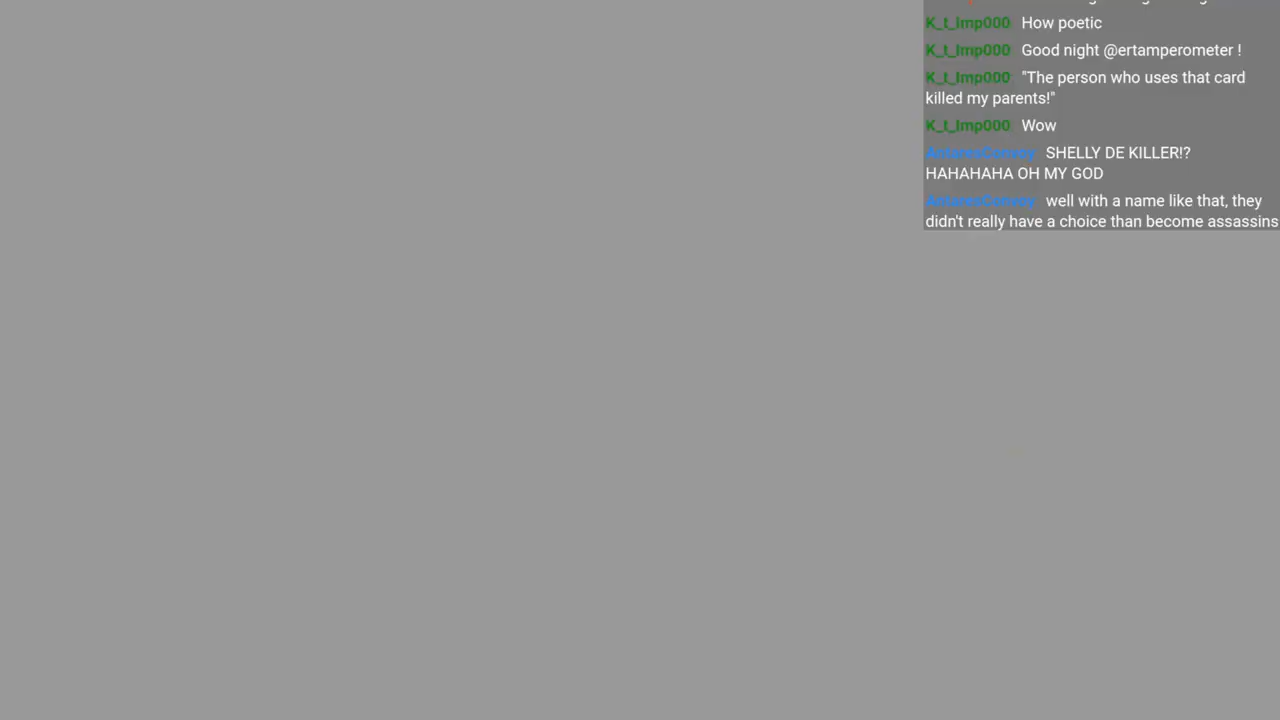 K_t_Imp000: How poetic
K_t_Imp000: Good night @ertamperometer !
K_t_Imp000: "The person who uses that card
killed my parents!"
K_t_Imp000: Wow
AntaresConvoy: SHELLY DE KILLER!?
HAHAHAHA OH MY GOD
AntaresConvoy: well with a name like that, they
didn't really have a choice than become assassins